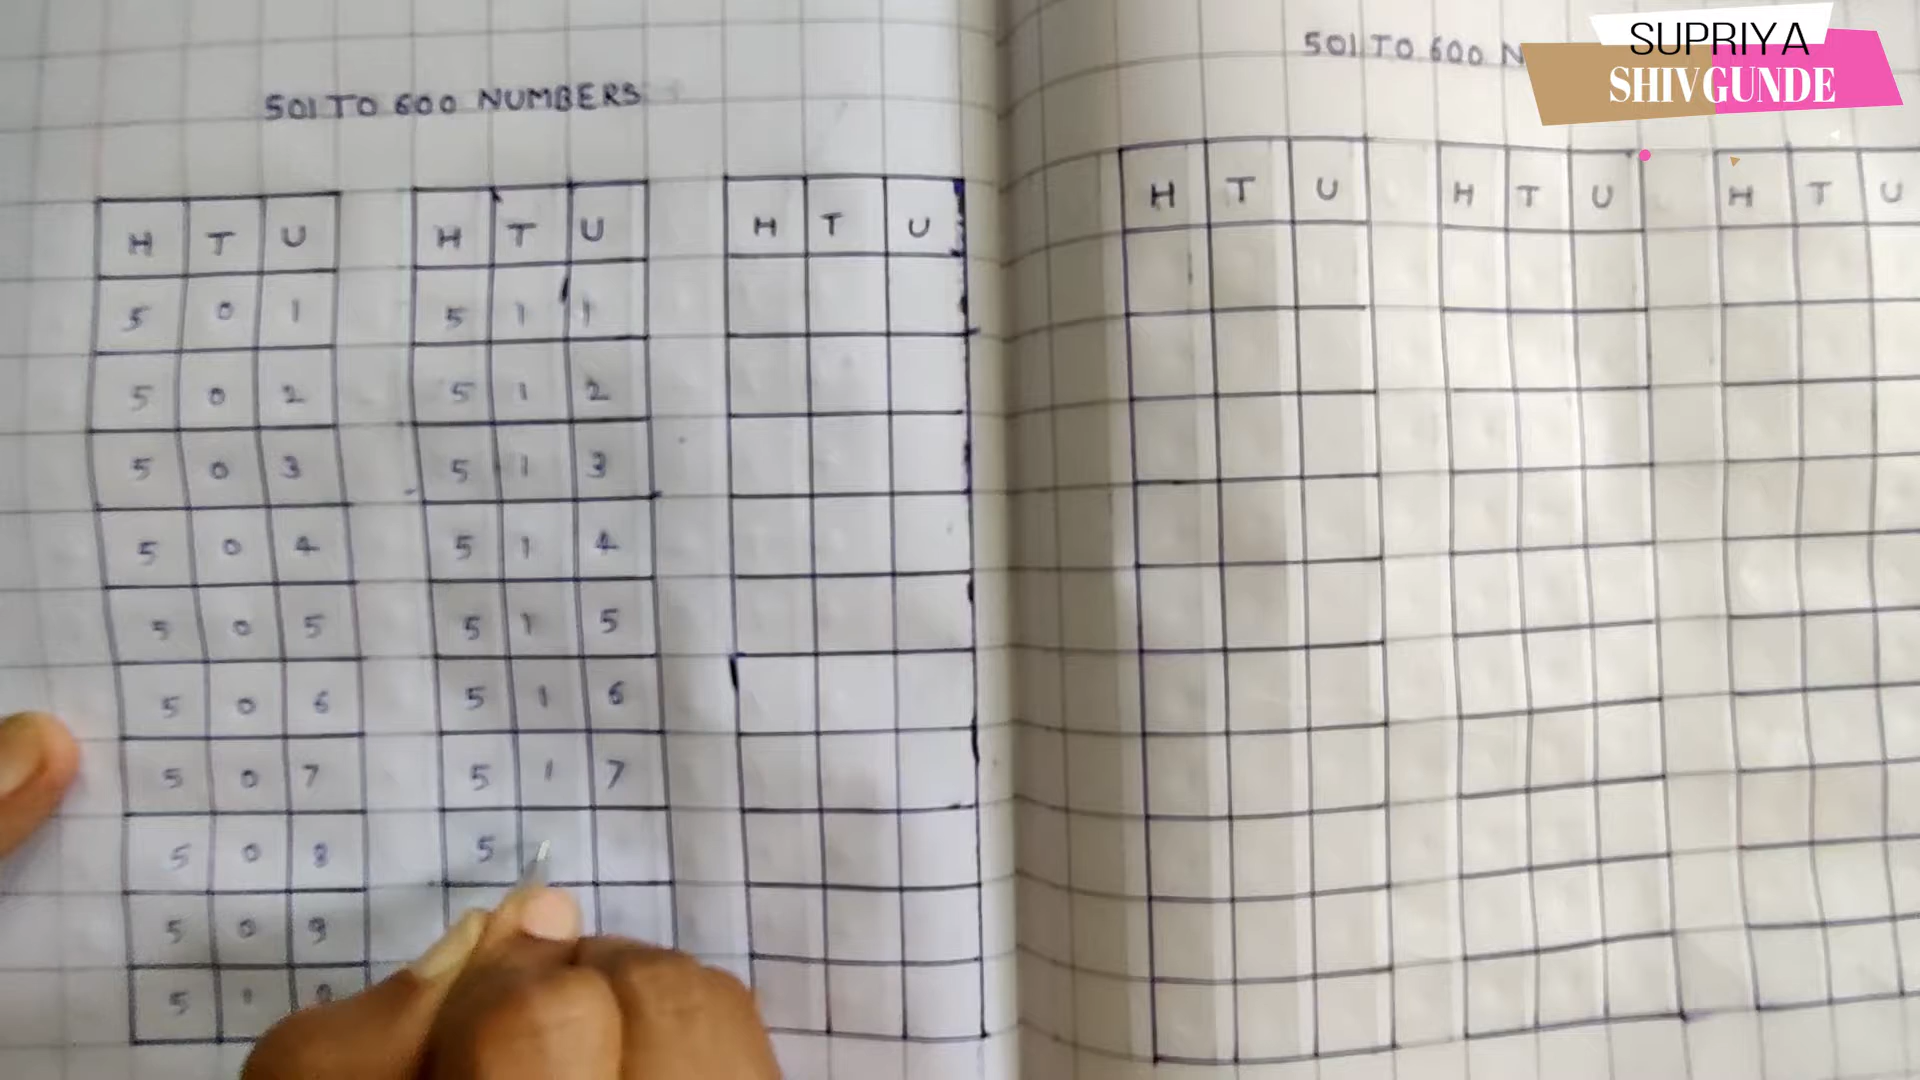 SUPRIYA
SHIVGUNDE
501 TO 600 NUMBERS
H T U
5 0 1
5 0 2
5 0 3
5 0 4
5 0 5
5 0 6
5 0 7
5 0 8
5 0 9
5 1
H T U
5 1 1
5 1 2
5 1 3
5 1 4
5 1 5
5 1 6
5 1 7
5
H T U
501 TO 600 N
H T U
H T U
H T U